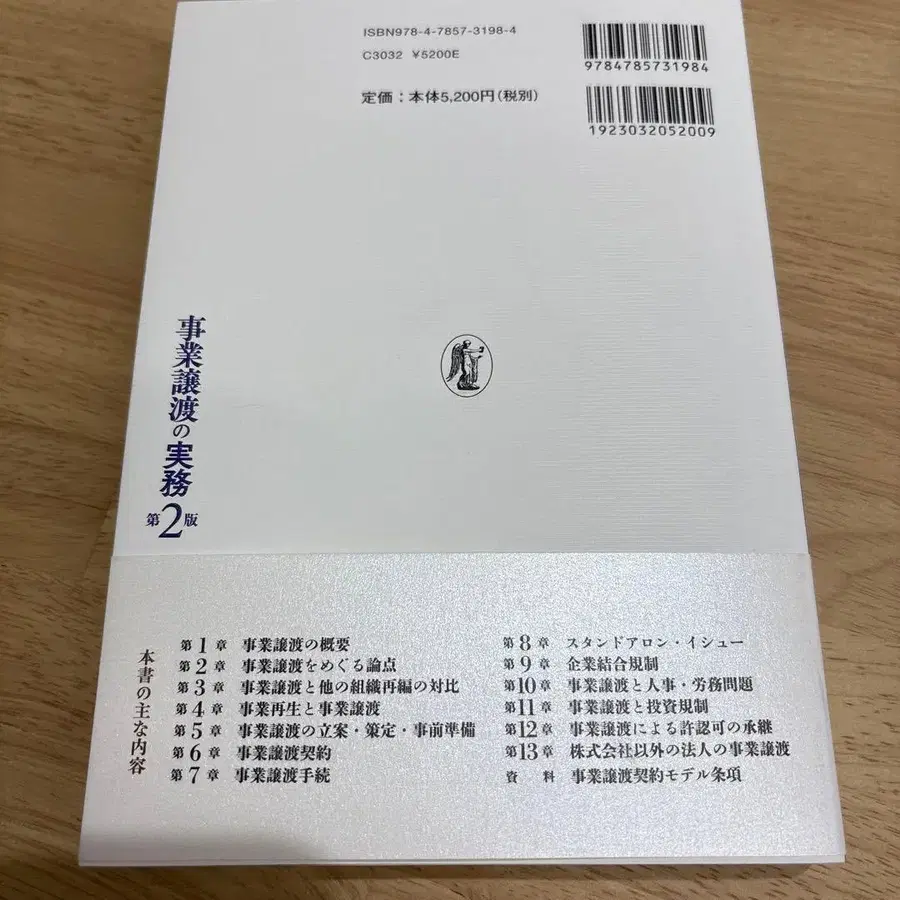 ISBN978-4-7857-3198-4
C3032 ¥5200E
定価：本体5,200円（税別）
9784785731984
1923032052009
事業譲渡の実務
第2版
本書の主な内容
第1章 事業譲渡の概要
第2章 事業譲渡をめぐる論点
第3章 事業譲渡と他の組織再編の対比
第4章 事業再生と事業譲渡
第5章 事業譲渡の立案・策定・事前準備
第6章 事業譲渡契約
第7章 事業譲渡手続
第8章 スタンドアロン・イシュー
第9章 企業結合規制
第10章 事業譲渡と人事・労務問題
第11章 事業譲渡と投資規制
第12章 事業譲渡による許認可の承継
第13章 株式会社以外の法人の事業譲渡
資料 事業譲渡契約モデル条項